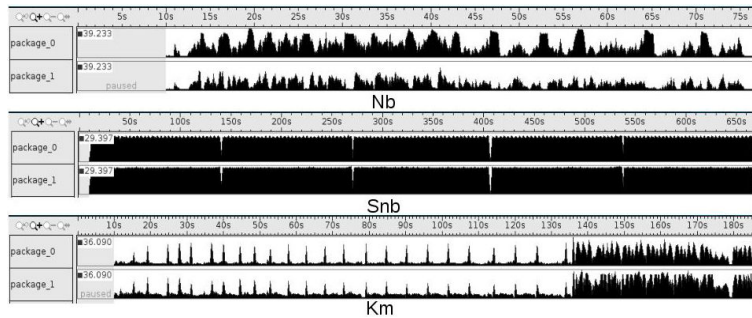 5s 10s 15s 20s 25s 30s 35s 40s 45s 50s 55s 60s 65s 70s 75s
package_0 39.233
package_1 39.233
paused
Nb
50s 100s 150s 200s 250s 300s 350s 400s 450s 500s 550s 600s 650s
package_0 29.397
package_1 29.397
Snb
10s 20s 30s 40s 50s 60s 70s 80s 90s 100s 110s 120s 130s 140s 150s 160s 170s 180s
package_0 36.090
package_1 36.090
paused
Km